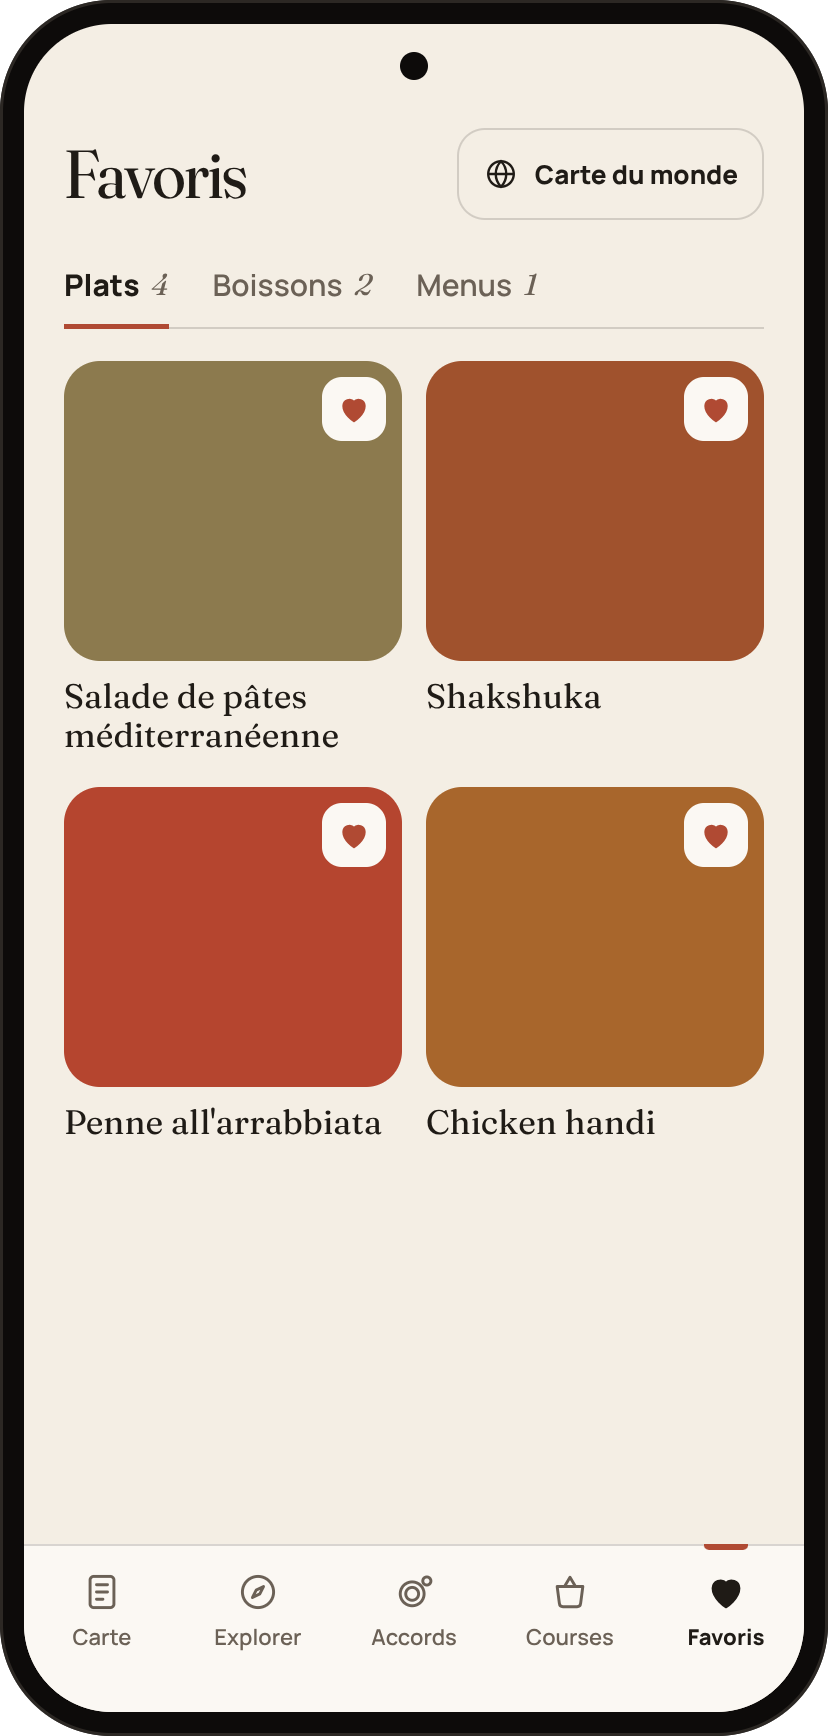 Favoris
Carte du monde
Plats 4
Boissons 2
Menus 1
Salade de pâtes
méditerranéenne
Shakshuka
Penne all'arrabbiata
Chicken handi
Carte
Explorer
Accords
Courses
Favoris